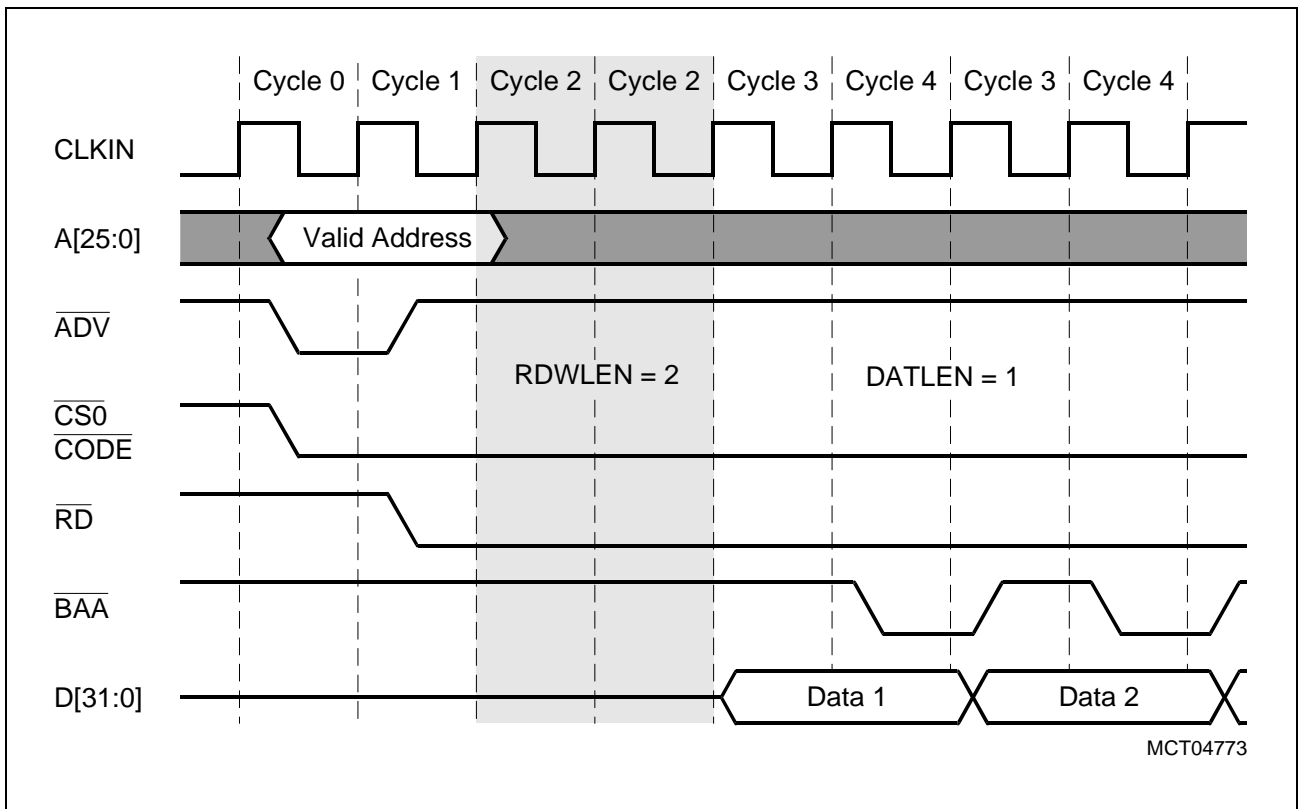 Cycle 0 Cycle 1 Cycle 2 Cycle 2 Cycle 3 Cycle 4 Cycle 3 Cycle 4
CLKIN
A[25:0] Valid Address
ADV
RDWLEN = 2 DATLEN = 1
CS0
CODE
RD
BAA
D[31:0] Data 1 Data 2
MCT04773